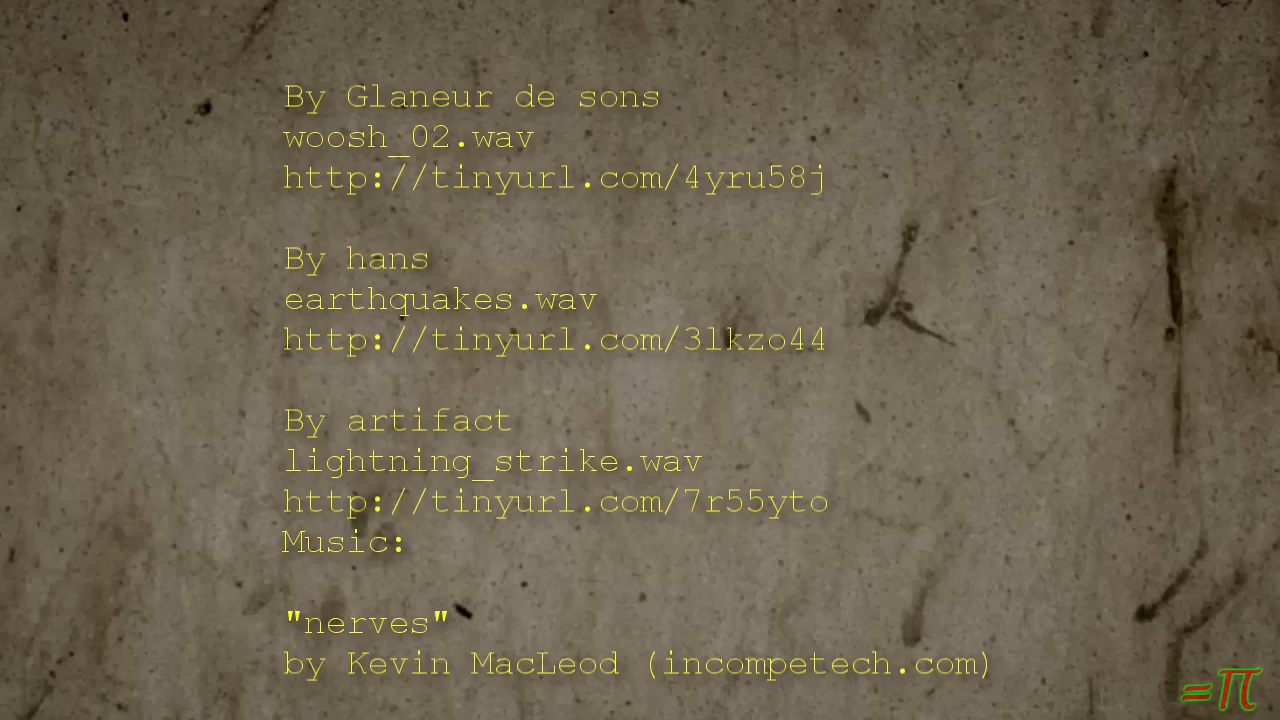 By Glaneur de sons
woosh_02.wav
http://tinyurl.com/4yru58j
By hans
earthquakes.wav
http://tinyurl.com/3lkzo44
By artifact
lightning_strike.wav
http://tinyurl.com/7r55yto
Music:
"nerves"
by Kevin MacLeod (incompetech.com)
=π